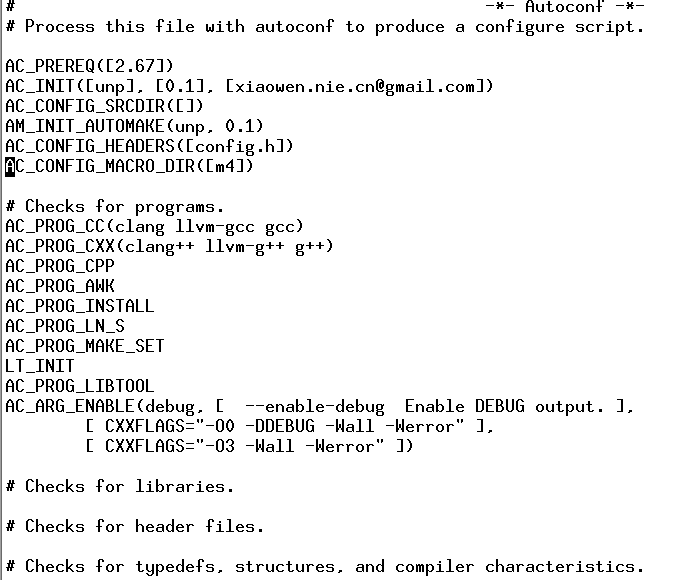 #                                               -*- Autoconf -*-
# Process this file with autoconf to produce a configure script.
AC_PREREQ([2.67])
AC_INIT([unp], [0.1], [xiaowen.nie.cn@gmail.com])
AC_CONFIG_SRCDIR([])
AM_INIT_AUTOMAKE(unp, 0.1)
AC_CONFIG_HEADERS([config.h])
AC_CONFIG_MACRO_DIR([m4])
# Checks for programs.
AC_PROG_CC(clang llvm-gcc gcc)
AC_PROG_CXX(clang++ llvm-g++ g++)
AC_PROG_CPP
AC_PROG_AWK
AC_PROG_INSTALL
AC_PROG_LN_S
AC_PROG_MAKE_SET
LT_INIT
AC_PROG_LIBTOOL
AC_ARG_ENABLE(debug, [  --enable-debug  Enable DEBUG output. ],
        [ CXXFLAGS="-O0 -DDEBUG -Wall -Werror" ],
        [ CXXFLAGS="-O3 -Wall -Werror" ])
# Checks for libraries.
# Checks for header files.
# Checks for typedefs, structures, and compiler characteristics.